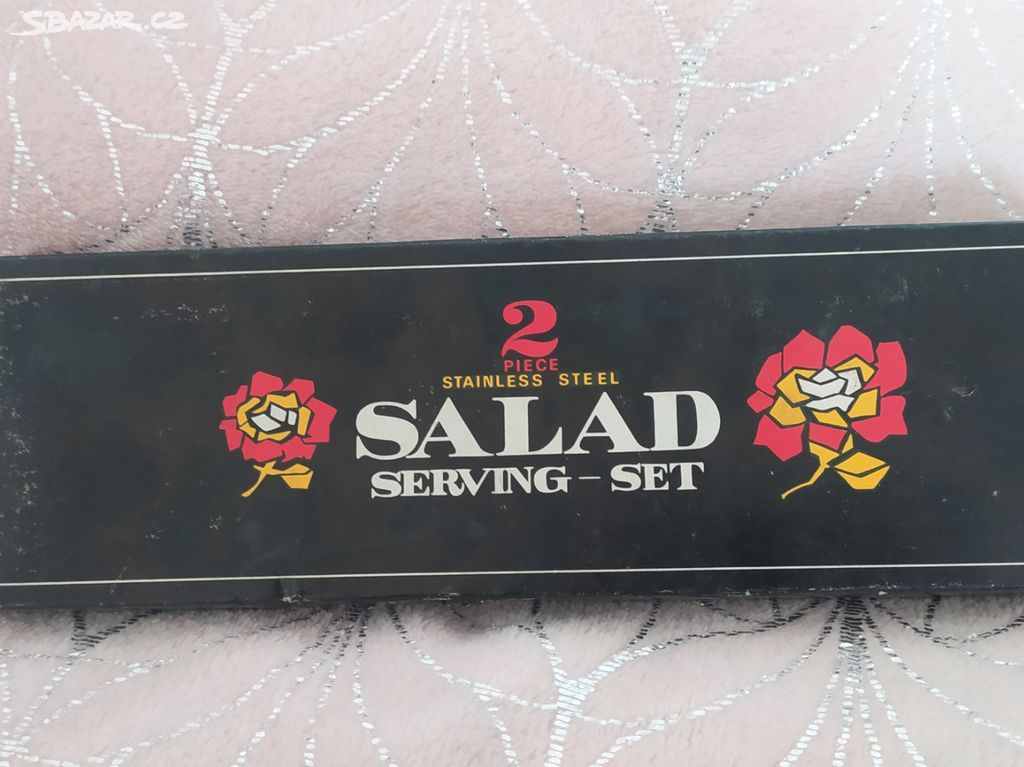 SBAZAR.CZ
2
PIECE
STAINLESS STEEL
SALAD
SERVING-SET